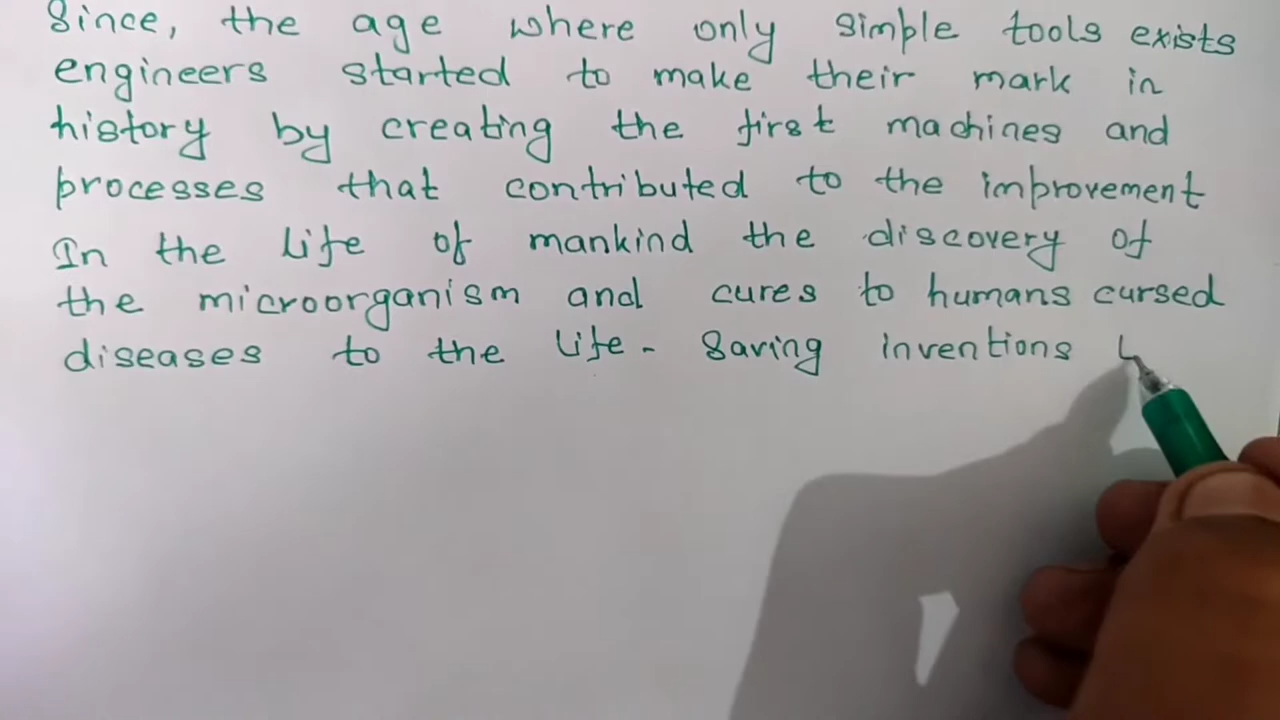 Since, the age where only simple tools exists
engineers started to make their mark in
history by creating the first machines and
processes that contributed to the improvement
In the life of mankind the discovery of
the microorganism and cures to humans cursed
diseases to the life - saving inventions